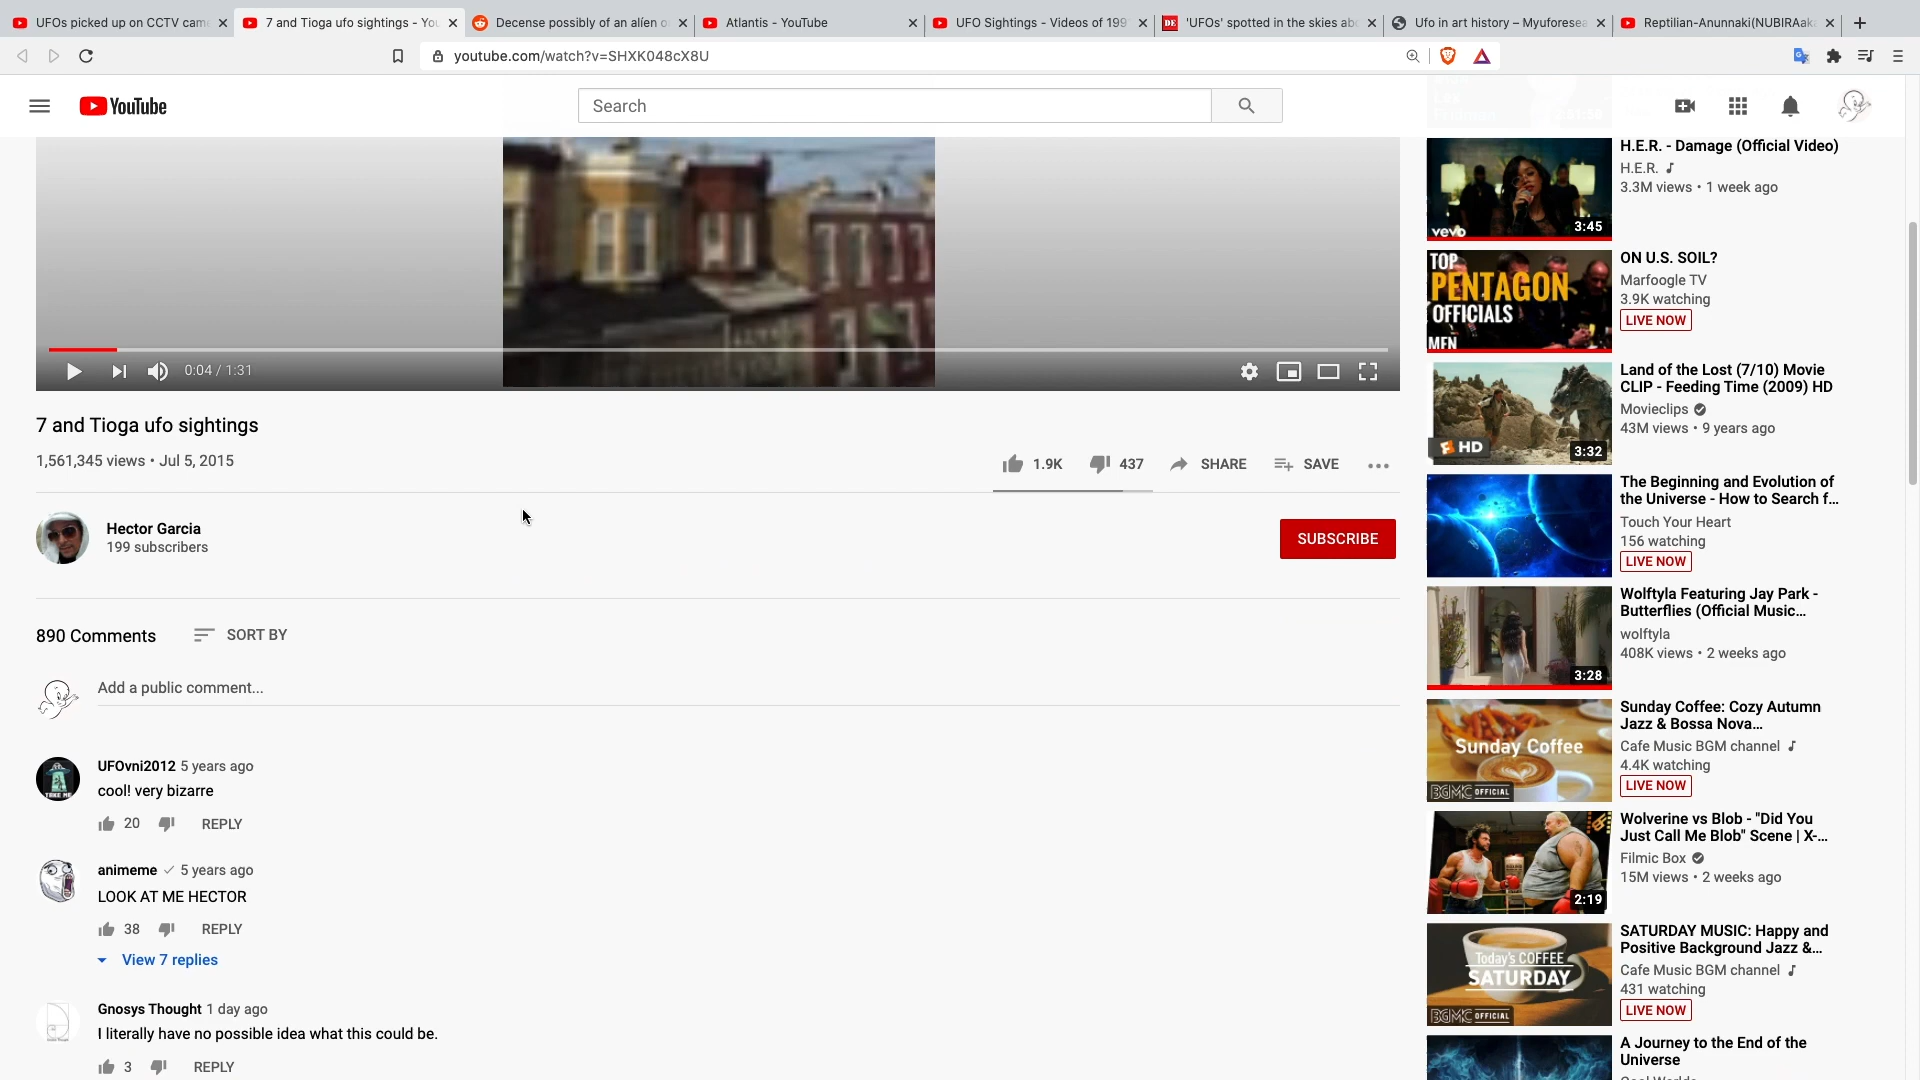 UFOs picked up on CCTV cam
7 and Tioga ufo sightings - You
Decense possibly of an alien o
Atlantis - YouTube
UFO Sightings - Videos of 199
'UFOs' spotted in the skies abo
Ufo in art history – Myuforesea
Reptilian-Anunnaki(NUBIRAak
youtube.com/watch?v=SHXK048cX8U
YouTube
Search
0:04 / 1:31
7 and Tioga ufo sightings
1,561,345 views • Jul 5, 2015
1.9K
437
SHARE
SAVE
Hector Garcia
199 subscribers
SUBSCRIBE
890 Comments
SORT BY
Add a public comment...
UFOvni2012 5 years ago
cool! very bizarre
20
REPLY
animeme 5 years ago
LOOK AT ME HECTOR
38
REPLY
View 7 replies
Gnosys Thought 1 day ago
I literally have no possible idea what this could be.
3
REPLY
vevo
3:45
H.E.R. - Damage (Official Video)
H.E.R.
3.3M views • 1 week ago
TOP
PENTAGON
OFFICIALS
MFN
ON U.S. SOIL?
Marfoogle TV
3.9K watching
LIVE NOW
HD
3:32
Land of the Lost (7/10) Movie
CLIP - Feeding Time (2009) HD
Movieclips
43M views • 9 years ago
The Beginning and Evolution of
the Universe - How to Search f...
Touch Your Heart
156 watching
LIVE NOW
3:28
Wolftyla Featuring Jay Park -
Butterflies (Official Music...
wolftyla
408K views • 2 weeks ago
Sunday Coffee
BGMC OFFICIAL
Sunday Coffee: Cozy Autumn
Jazz & Bossa Nova...
Cafe Music BGM channel
4.4K watching
LIVE NOW
2:19
Wolverine vs Blob - "Did You
Just Call Me Blob" Scene | X-...
Filmic Box
15M views • 2 weeks ago
Today's COFFEE
SATURDAY
BGMC OFFICIAL
SATURDAY MUSIC: Happy and
Positive Background Jazz &...
Cafe Music BGM channel
431 watching
LIVE NOW
A Journey to the End of the
Universe